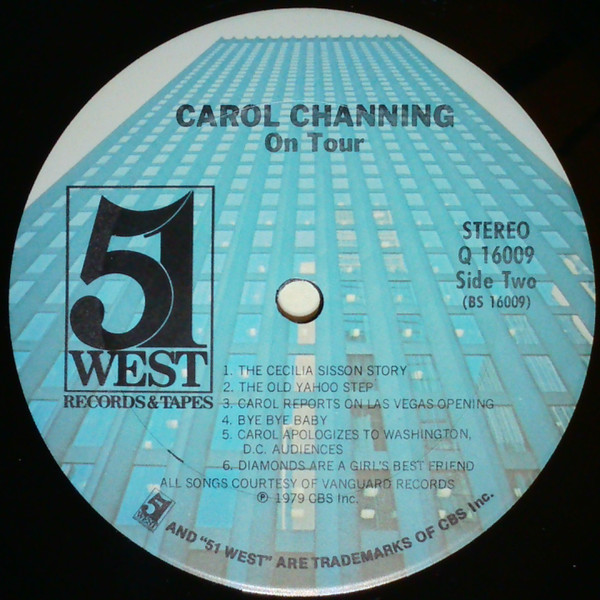 CAROL CHANNING
On Tour
51
WEST
RECORDS & TAPES
STEREO
Q 16009
Side Two
(BS 16009)
1. THE CECILIA SISSON STORY
2. THE OLD YAHOO STEP
3. CAROL REPORTS ON LAS VEGAS OPENING
4. BYE BYE BABY
5. CAROL APOLOGIZES TO WASHINGTON,
D.C. AUDIENCES
6. DIAMONDS ARE A GIRL'S BEST FRIEND
ALL SONGS COURTESY OF VANGUARD RECORDS
℗ 1979 CBS Inc.
51
WEST
AND "51 WEST" ARE TRADEMARKS OF CBS Inc.